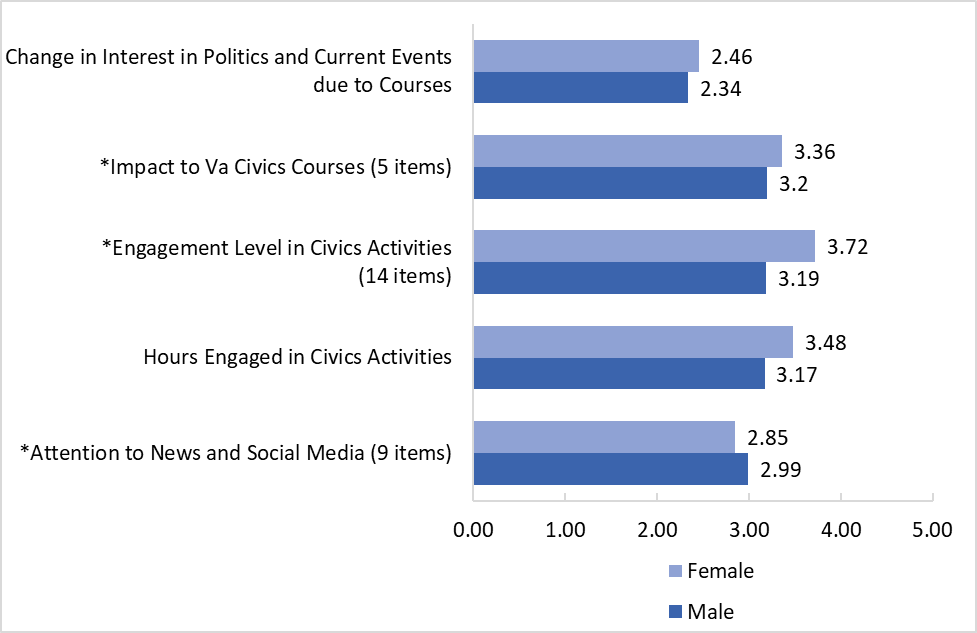 Change in Interest in Politics and Current Events
due to Courses
2.46
2.34
*Impact to Va Civics Courses (5 items)
3.36
3.2
*Engagement Level in Civics Activities
(14 items)
3.72
3.19
Hours Engaged in Civics Activities
3.48
3.17
*Attention to News and Social Media (9 items)
2.85
2.99
0.00 1.00 2.00 3.00 4.00 5.00
Female
Male